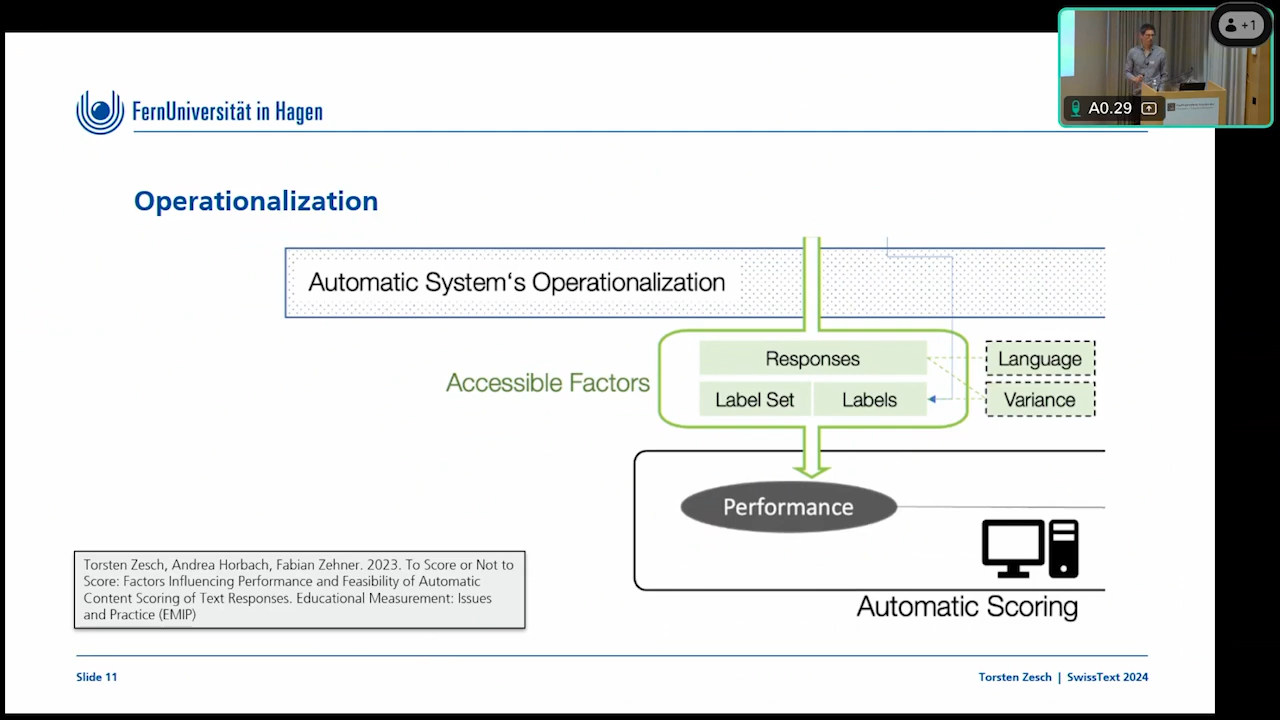 +1
A0.29
FernUniversität in Hagen
Operationalization
Automatic System's Operationalization
Accessible Factors
Responses
Label Set
Labels
Language
Variance
Performance
Automatic Scoring
Torsten Zesch, Andrea Horbach, Fabian Zehner. 2023. To Score or Not to
Score: Factors Influencing Performance and Feasibility of Automatic
Content Scoring of Text Responses. Educational Measurement: Issues
and Practice (EMIP)
Slide 11
Torsten Zesch | SwissText 2024